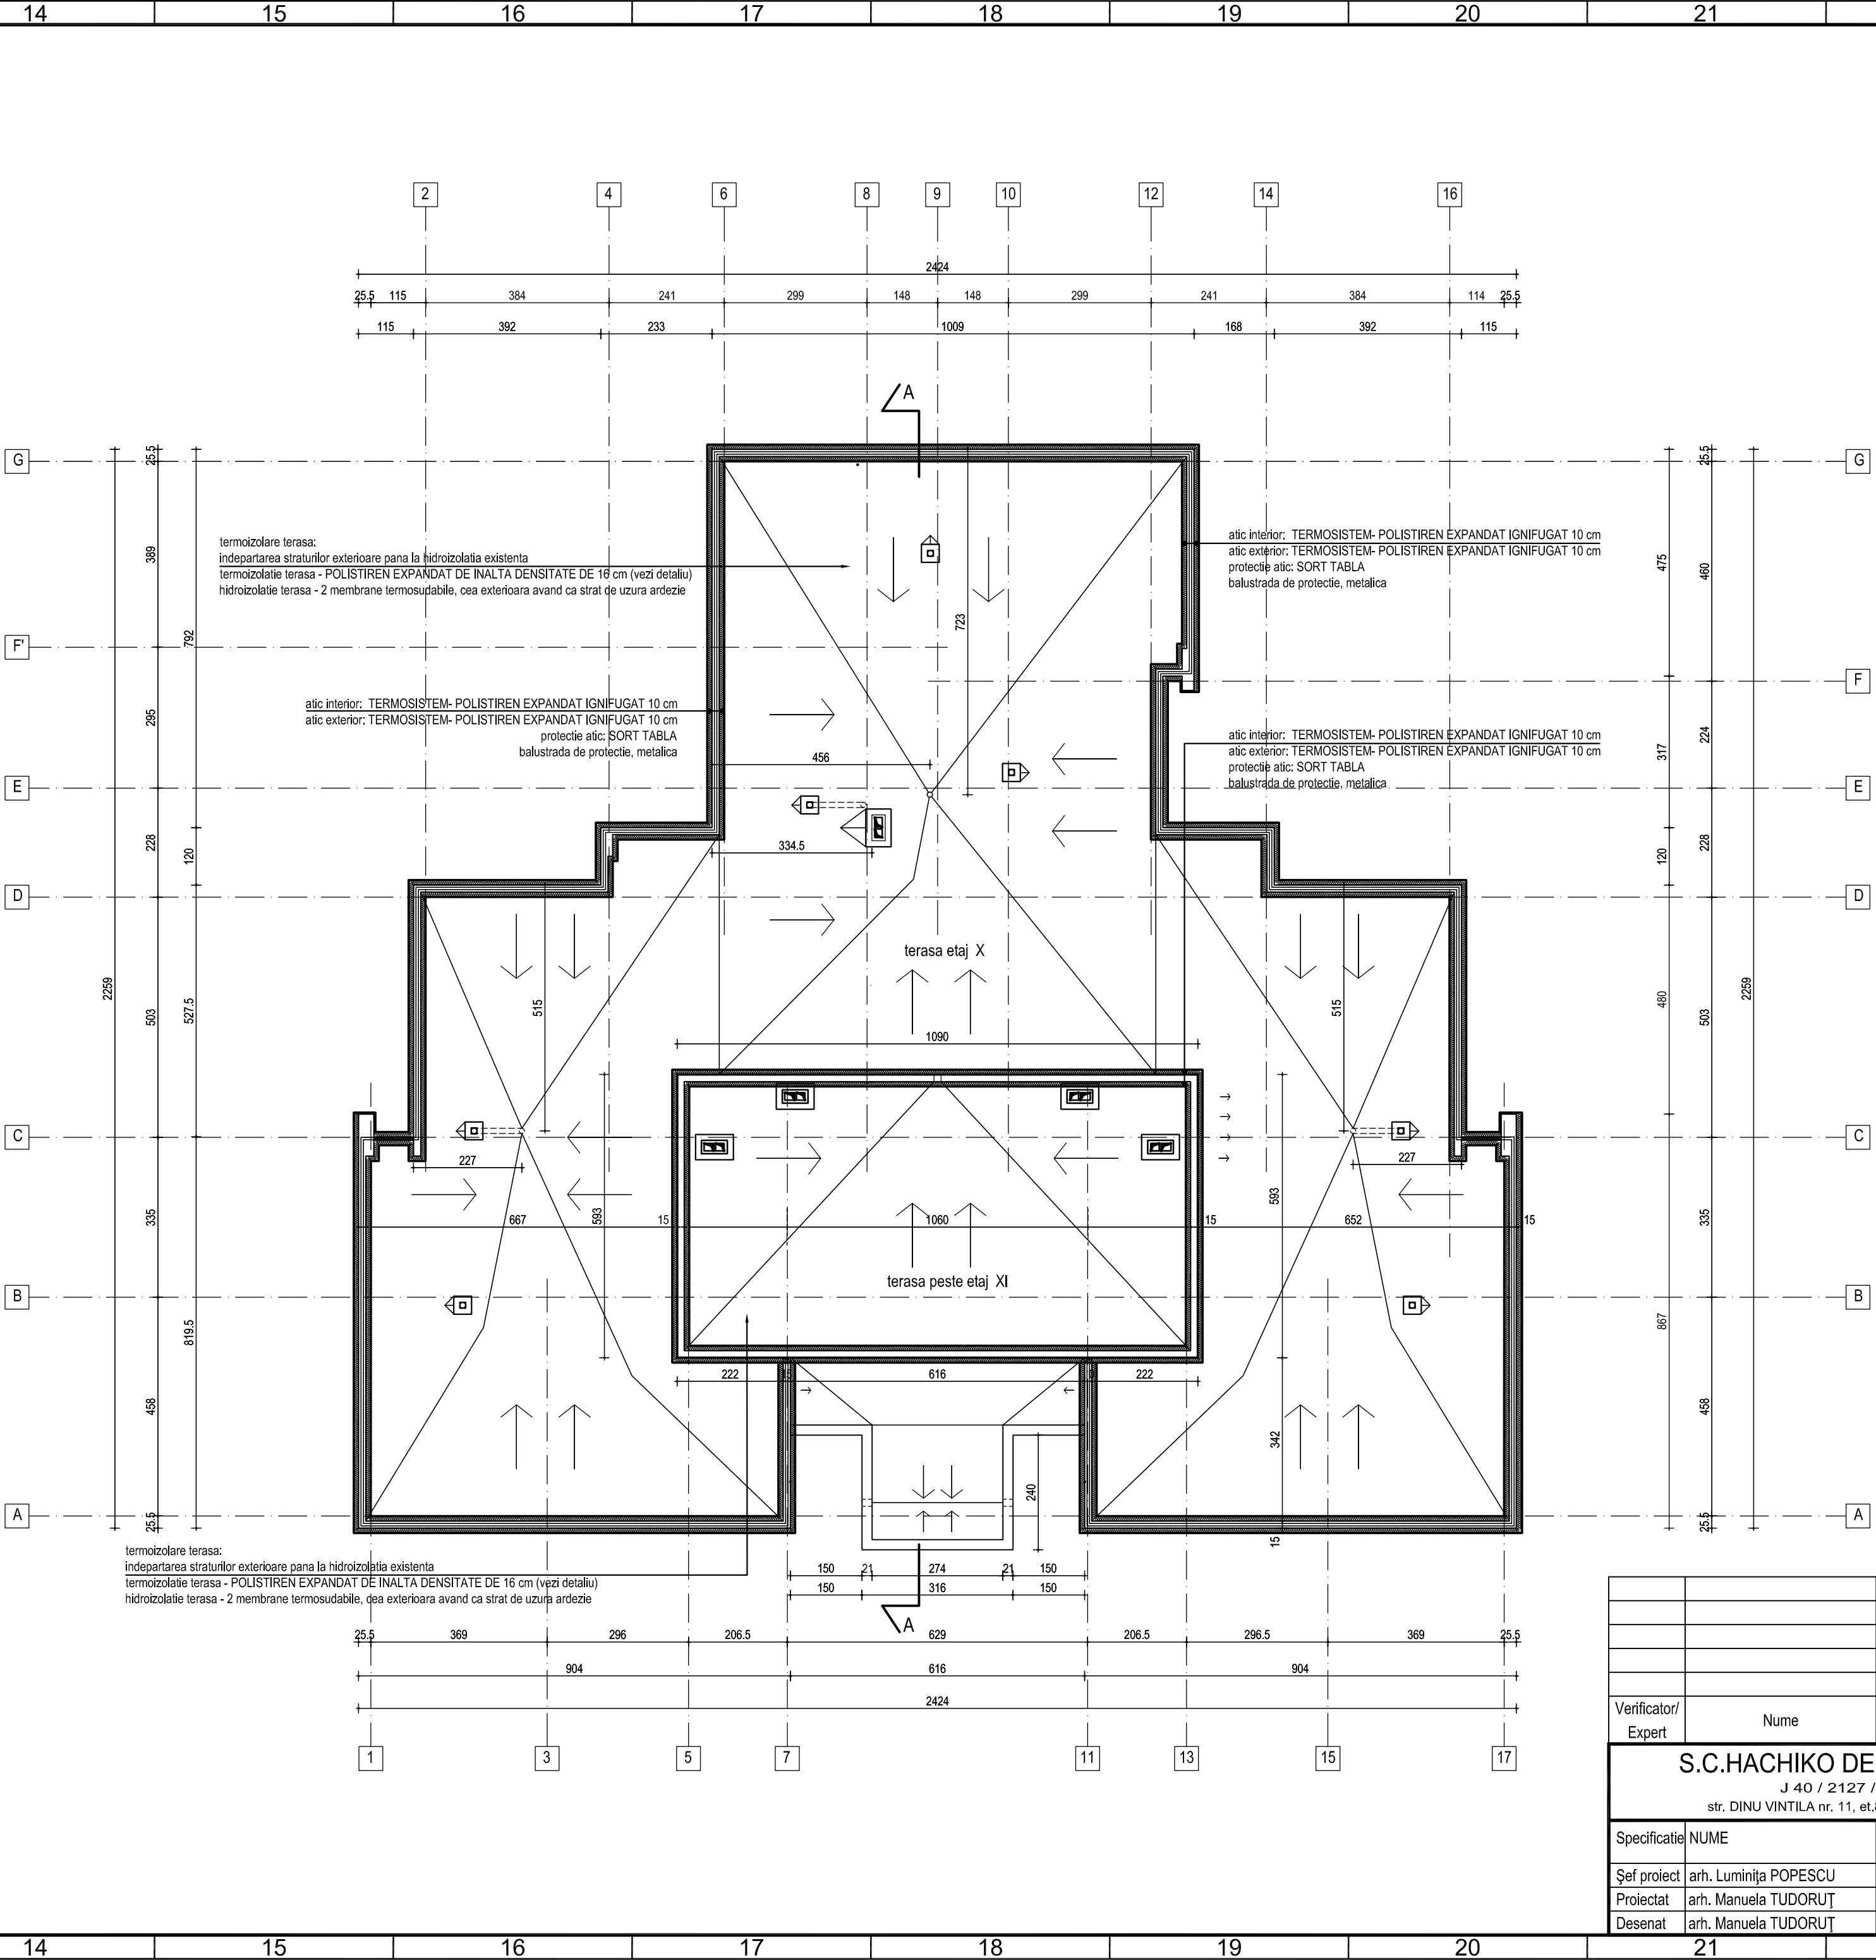 14 15 16 17 18 19 20 21
2 4 6 8 9 10 12 14 16
2424
25.5 115 384 241 299 148 148 299 241 384 114 25.5
115 392 233 1009 168 392 115
A
G 25.5 25.5 G
termoizolare terasa:
indepartarea straturilor exterioare pana la hidroizolatia existenta
termoizolatie terasa - POLISTIREN EXPANDAT DE INALTA DENSITATE DE 16 cm (vezi detaliu)
hidroizolatie terasa - 2 membrane termosudabile, cea exterioara avand ca strat de uzura ardezie
atic interior: TERMOSISTEM- POLISTIREN EXPANDAT IGNIFUGAT 10 cm
atic exterior: TERMOSISTEM- POLISTIREN EXPANDAT IGNIFUGAT 10 cm
protectie atic: SORT TABLA
balustrada de protectie, metalica
389 792 723 475 460
F'
F
atic interior: TERMOSISTEM- POLISTIREN EXPANDAT IGNIFUGAT 10 cm
atic exterior: TERMOSISTEM- POLISTIREN EXPANDAT IGNIFUGAT 10 cm
protectie atic: SORT TABLA
balustrada de protectie, metalica
atic interior: TERMOSISTEM- POLISTIREN EXPANDAT IGNIFUGAT 10 cm
atic exterior: TERMOSISTEM- POLISTIREN EXPANDAT IGNIFUGAT 10 cm
protectie atic: SORT TABLA
balustrada de protectie, metalica
295 456 317 224
E E
228 120 334.5 120 228
D D
terasa etaj X
2259 503 527.5 515 515 480 503 2259
1090
C C
227 227
335 593 593 335
667 15 1060 15 652 15
terasa peste etaj XI
B B
819.5 867
222 15 616 222
458 342 240 458
A 25.5 15 25.5 A
termoizolare terasa:
indepartarea straturilor exterioare pana la hidroizolatia existenta
termoizolatie terasa - POLISTIREN EXPANDAT DE INALTA DENSITATE DE 16 cm (vezi detaliu)
hidroizolatie terasa - 2 membrane termosudabile, cea exterioara avand ca strat de uzura ardezie
150 21 274 21 150
150 316 150
A
25.5 369 296 206.5 629 206.5 296.5 369 25.5
904 616 904
2424
1 3 5 7 11 13 15 17
Verificator/
Expert
Nume
S.C.HACHIKO DE
J 40 / 2127 /
str. DINU VINTILA nr. 11, et.
Specificatie NUME
Şef proiect arh. Luminiţa POPESCU
Proiectat arh. Manuela TUDORUŢ
Desenat arh. Manuela TUDORUŢ
14 15 16 17 18 19 20 21